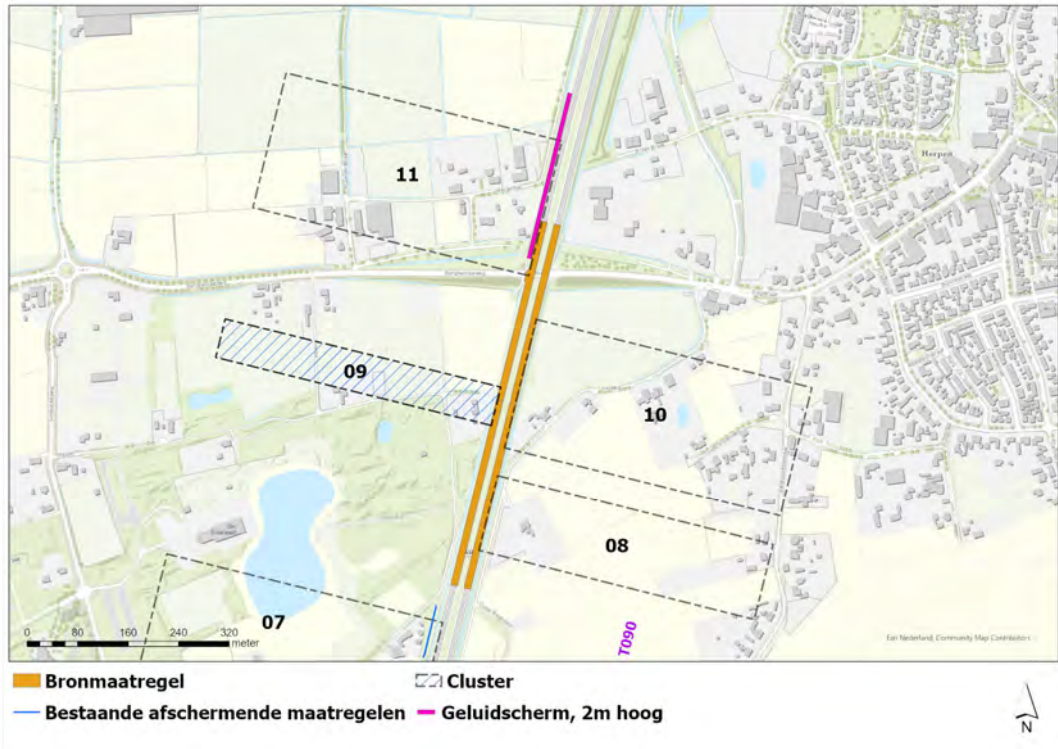 Herpen
11
09
10
08
T090
07
0 80 160 240 320
meter
Esri Nederland, Community Map Contributors
Bronmaatregel
Cluster
Bestaande afschermende maatregelen
Geluidscherm, 2m hoog
N